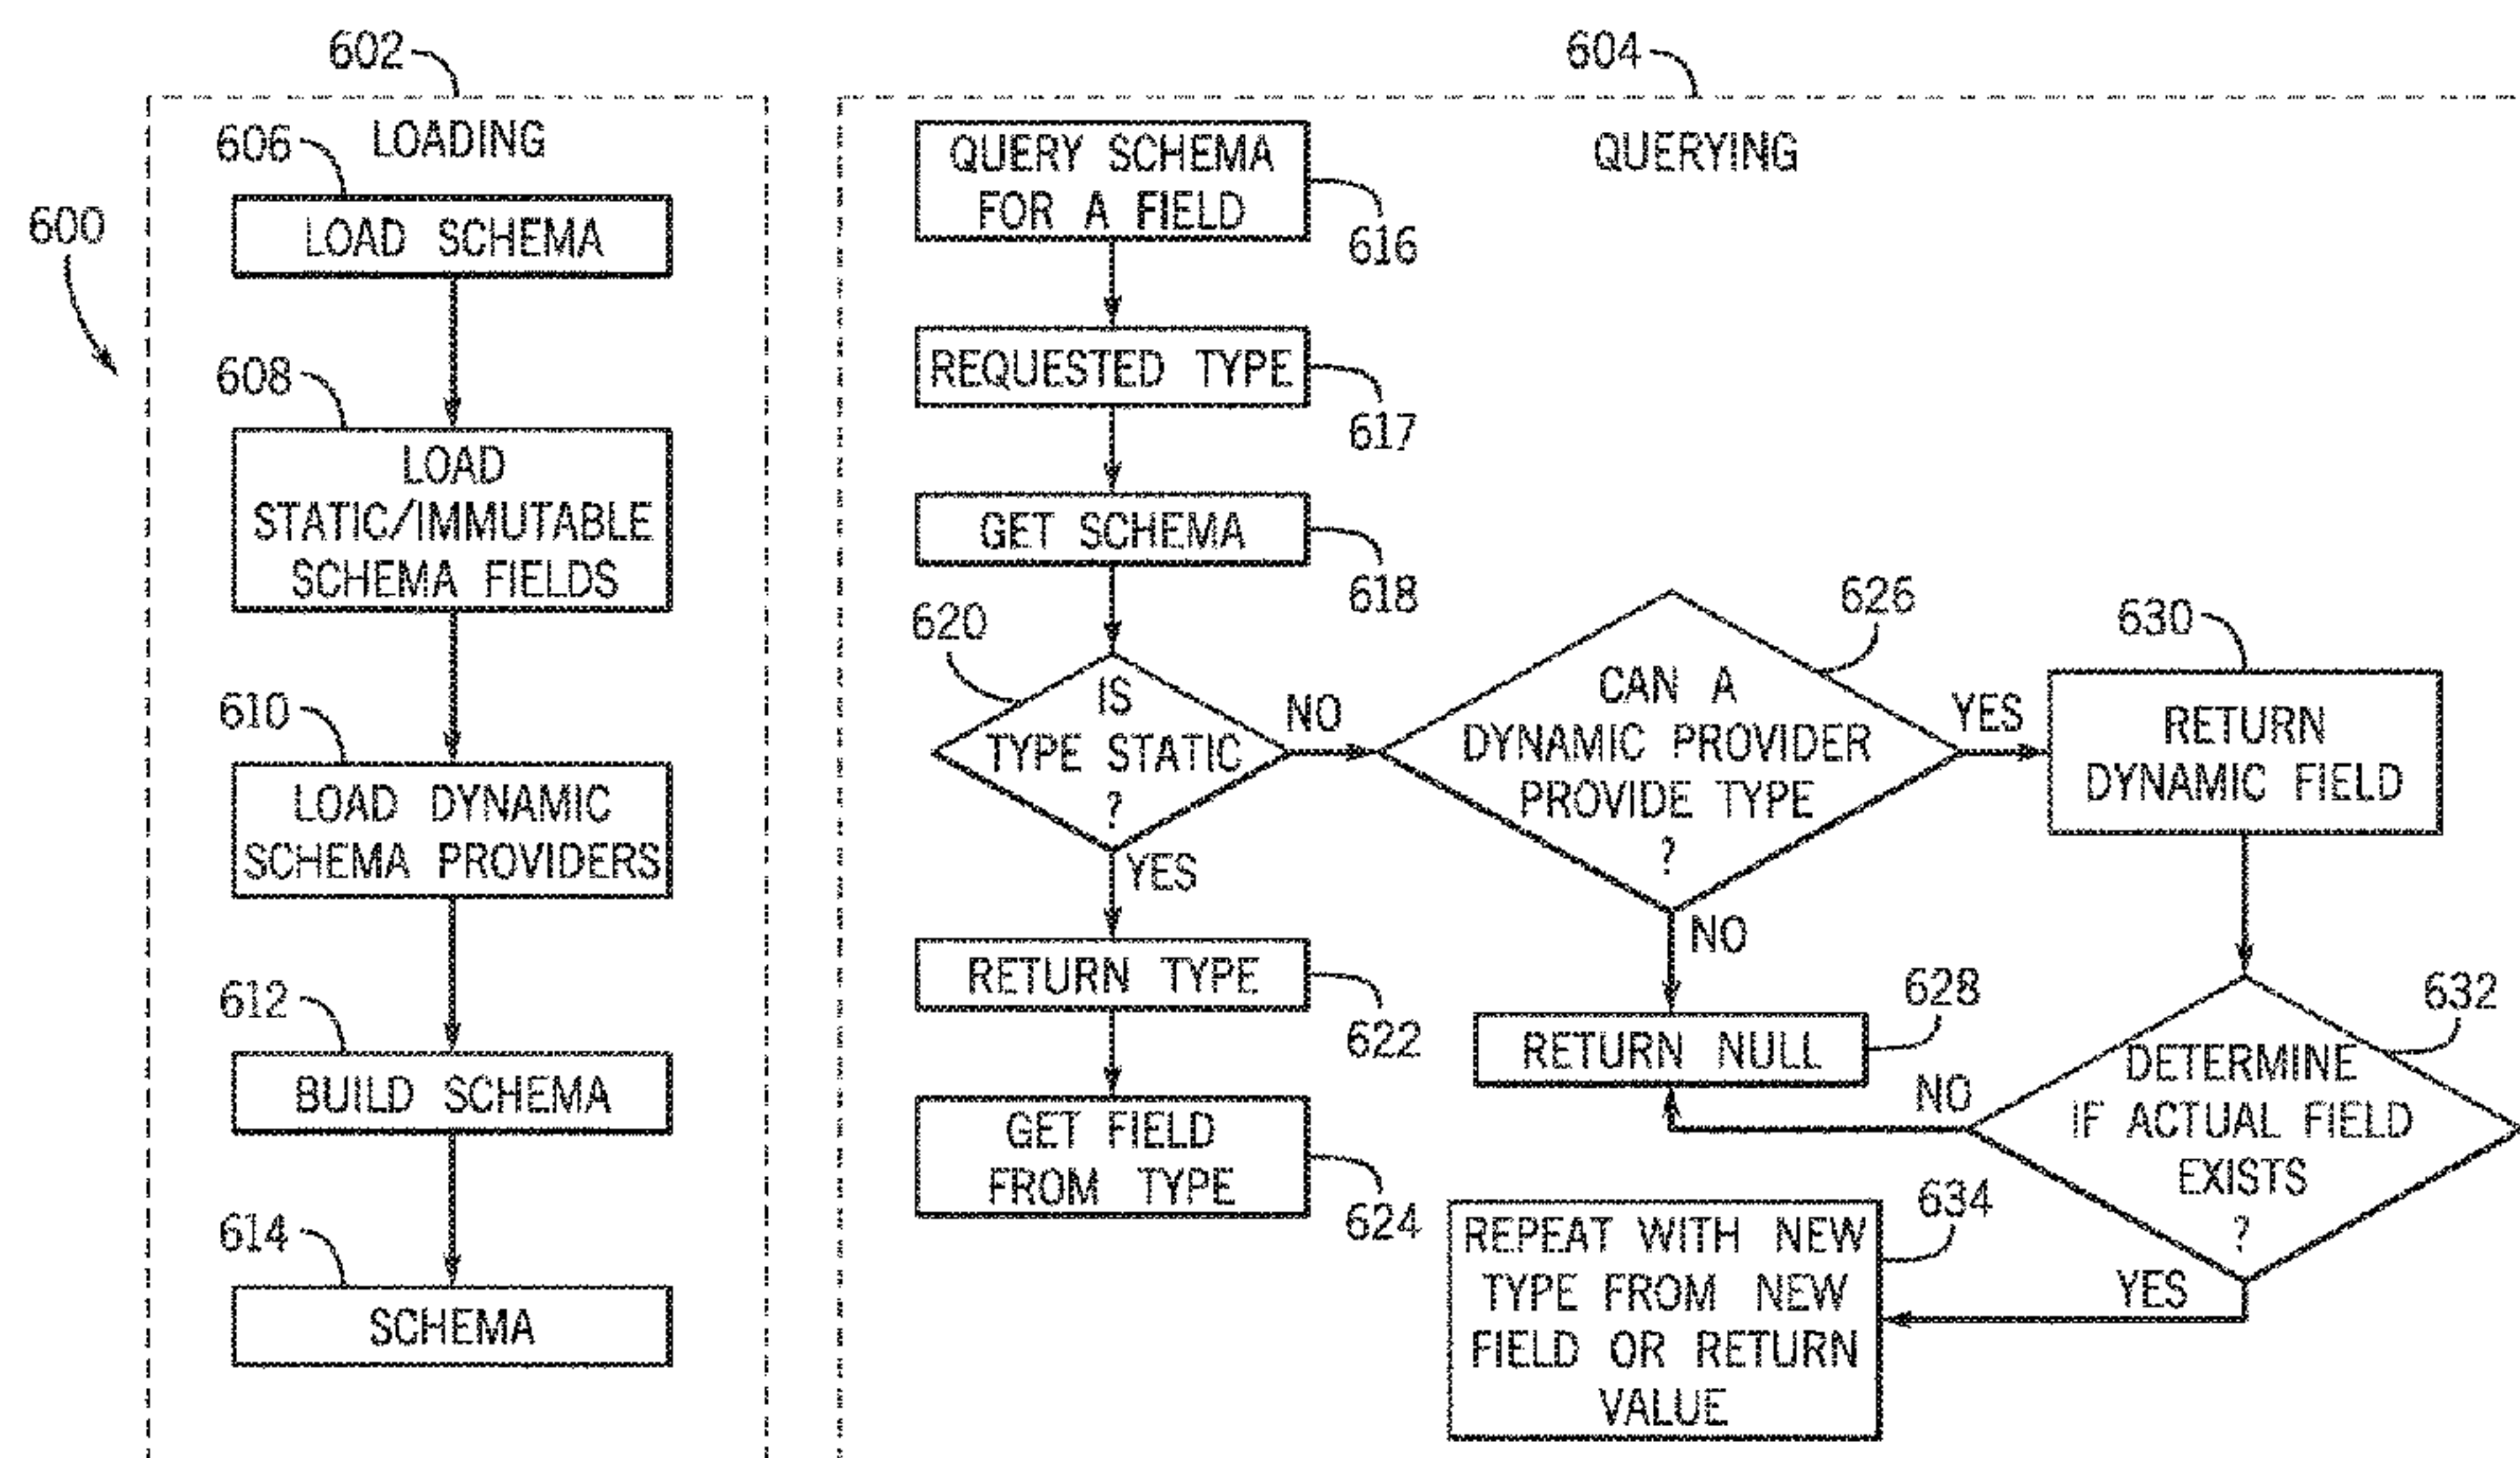 602
604
600
LOADING
606
LOAD SCHEMA
608
LOAD
STATIC/IMMUTABLE
SCHEMA FIELDS
610
LOAD DYNAMIC
SCHEMA PROVIDERS
612
BUILD SCHEMA
614
SCHEMA
QUERYING
QUERY SCHEMA
FOR A FIELD
616
REQUESTED TYPE
617
GET SCHEMA
618
620
IS
TYPE STATIC
?
NO
YES
RETURN TYPE
622
GET FIELD
FROM TYPE
624
626
CAN A
DYNAMIC PROVIDER
PROVIDE TYPE
?
YES
NO
628
RETURN NULL
630
RETURN
DYNAMIC FIELD
632
DETERMINE
IF ACTUAL FIELD
EXISTS
?
NO
YES
634
REPEAT WITH NEW
TYPE FROM NEW
FIELD OR RETURN
VALUE